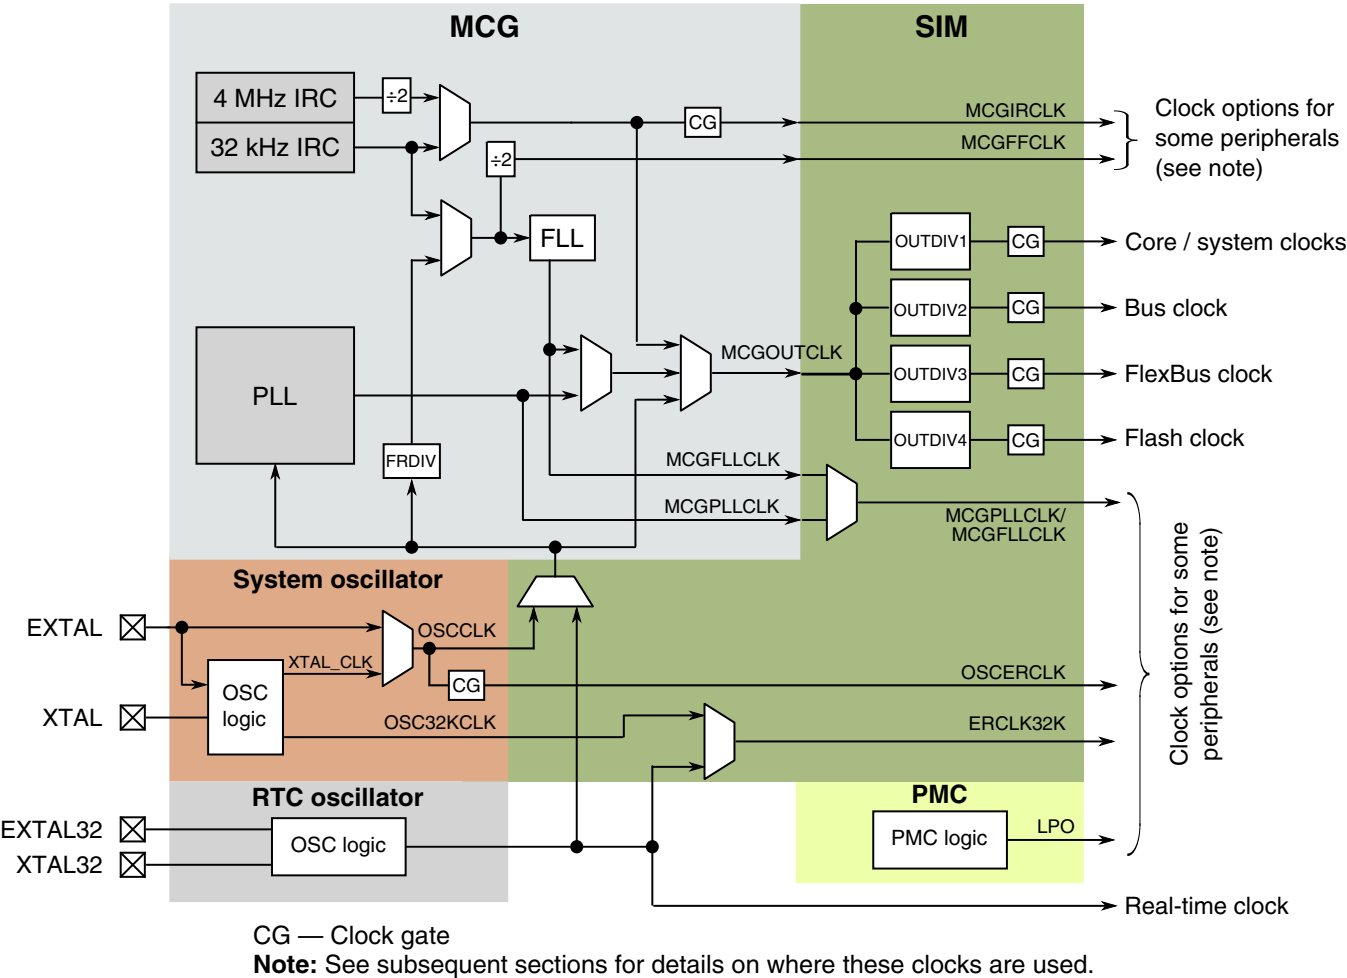 MCG
SIM
4 MHz IRC
÷2
32 kHz IRC
CG
÷2
MCGIRCLK
MCGFFCLK
Clock options for
some peripherals
(see note)
FLL
OUTDIV1
CG
Core / system clocks
OUTDIV2
CG
Bus clock
MCGOUTCLK
OUTDIV3
CG
FlexBus clock
PLL
OUTDIV4
CG
Flash clock
FRDIV
MCGFLLCLK
MCGPLLCLK
MCGPLLCLK/
MCGFLLCLK
Clock options for some
peripherals (see note)
System oscillator
EXTAL
OSCCLK
XTAL_CLK
OSC
logic
CG
OSCERCLK
XTAL
OSC32KCLK
ERCLK32K
RTC oscillator
PMC
EXTAL32
XTAL32
OSC logic
PMC logic
LPO
Real-time clock
CG — Clock gate
Note: See subsequent sections for details on where these clocks are used.